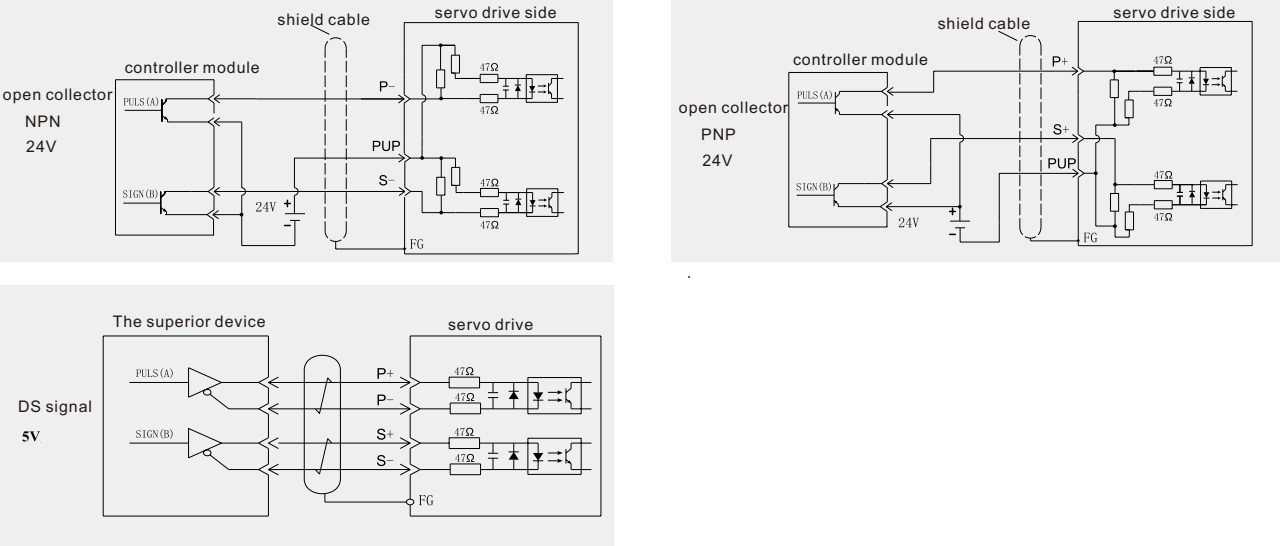 shield cable
servo drive side
controller module
open collector
NPN
24V
PULS(A)
SIGN(B)
P−
PUP
S−
24V
+
−
47Ω
47Ω
47Ω
47Ω
FG
shield cable
servo drive side
controller module
open collector
PNP
24V
PULS(A)
SIGN(B)
P+
S+
PUP
24V
+
−
47Ω
47Ω
47Ω
47Ω
FG
The superior device
servo drive
DS signal
5V
PULS(A)
SIGN(B)
P+
P−
S+
S−
47Ω
47Ω
47Ω
47Ω
FG